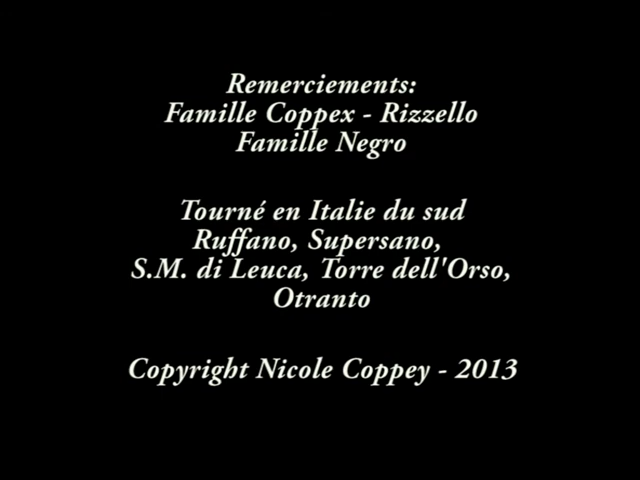 Remerciements:
Famille Coppex - Rizzello
Famille Negro
Tourné en Italie du sud
Ruffano, Supersano,
S.M. di Leuca, Torre dell'Orso,
Otranto
Copyright Nicole Coppey - 2013